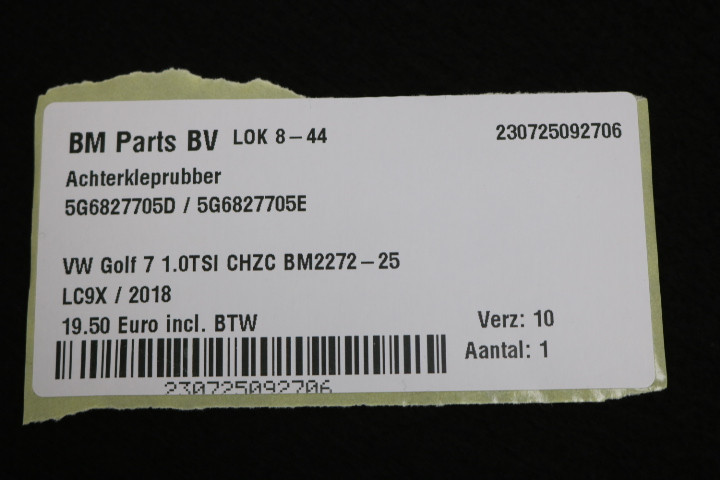 BM Parts BV LOK 8-44 230725092706
Achterkleprubber
5G6827705D / 5G6827705E
VW Golf 7 1.0TSI CHZC BM2272-25
LC9X / 2018
19.50 Euro incl. BTW Verz: 10
Aantal: 1
230725092706